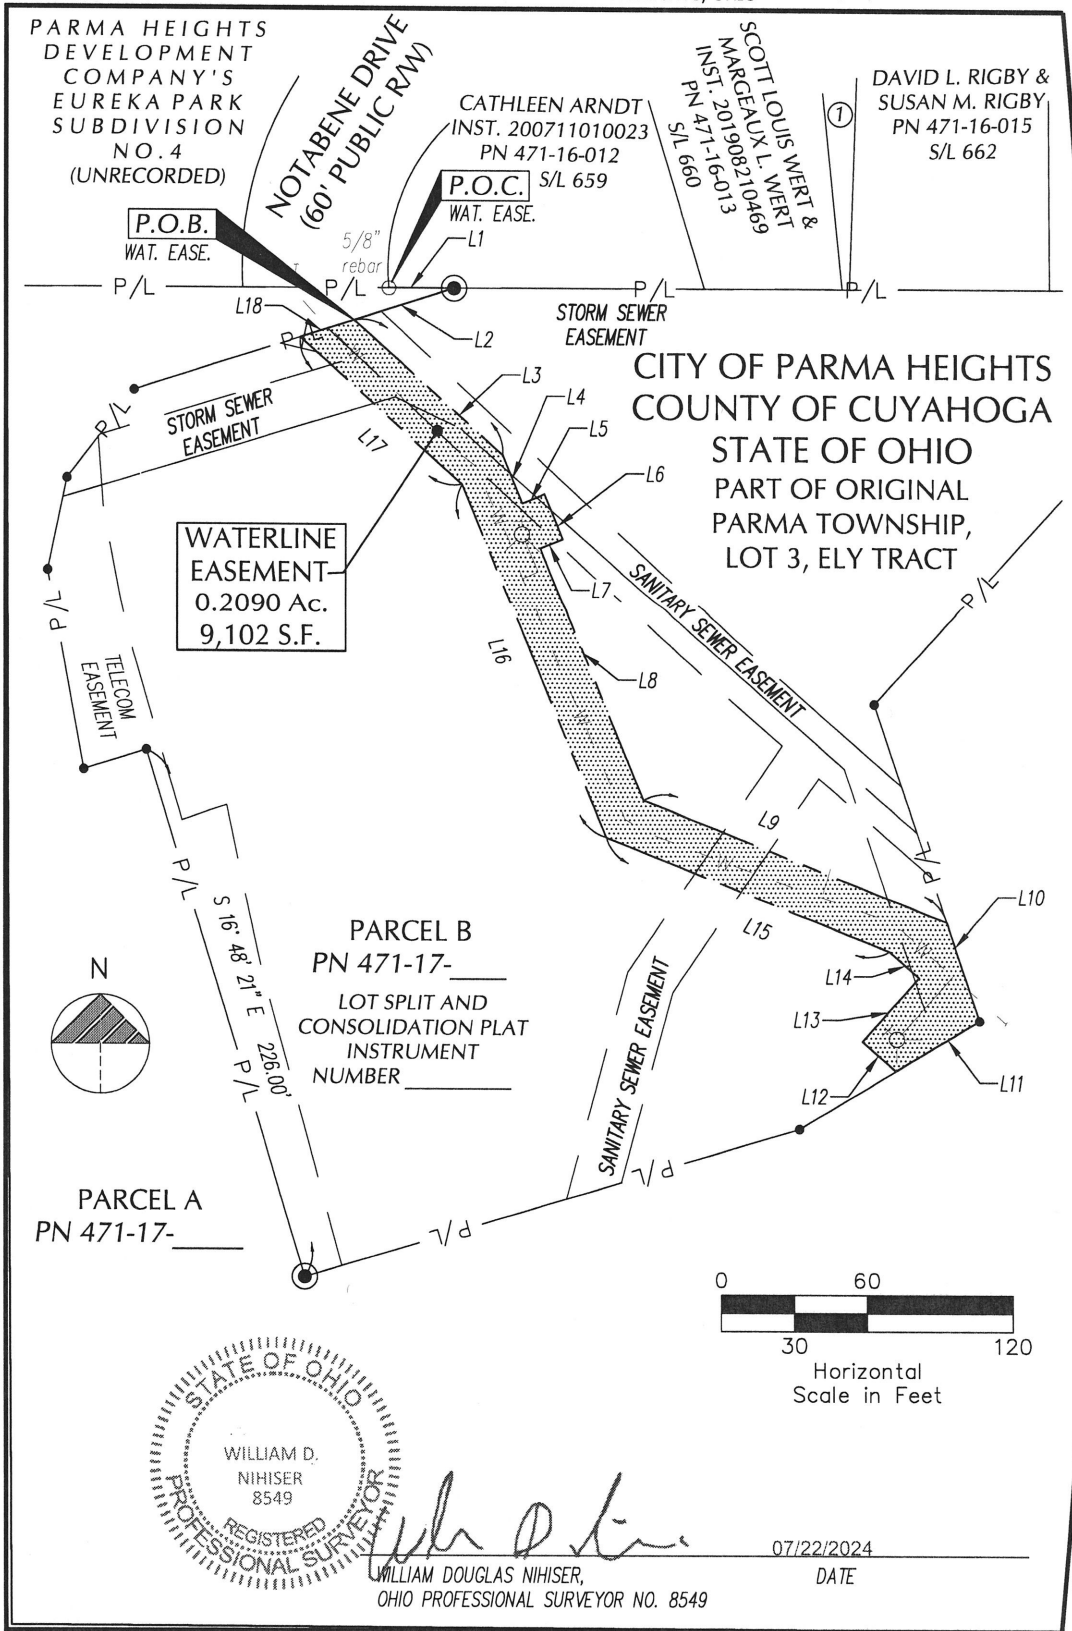 PARMA HEIGHTS
DEVELOPMENT
COMPANY'S
EUREKA PARK
SUBDIVISION
NO. 4
(UNRECORDED)
NOTABENE DRIVE
(60' PUBLIC R/W)
CATHLEEN ARNDT
INST. 200711010023
PN 471-16-012
S/L 659
SCOTT LOUIS WERT &
MARGEAUX L. WERT
INST. 201908210469
PN 471-16-013
S/L 660
1
DAVID L. RIGBY &
SUSAN M. RIGBY
PN 471-16-015
S/L 662
P.O.B.
WAT. EASE.
P.O.C.
WAT. EASE.
5/8"
rebar
L1
P/L
P/L
P/L
P/L
L18
L2
STORM SEWER
EASEMENT
P/L
L3
L4
L5
L6
CITY OF PARMA HEIGHTS
COUNTY OF CUYAHOGA
STATE OF OHIO
PART OF ORIGINAL
PARMA TOWNSHIP,
LOT 3, ELY TRACT
P/L
STORM SEWER
EASEMENT
L17
W
W
WATERLINE
EASEMENT
0.2090 Ac.
9,102 S.F.
L7
SANITARY SEWER EASEMENT
P/L
P/L
TELECOM
EASEMENT
L16
L8
W
L9
W
L15
P/L
W
L10
P/L
S 16° 48' 21" E 226.00'
P/L
PARCEL B
PN 471-17-____
LOT SPLIT AND
CONSOLIDATION PLAT
INSTRUMENT
NUMBER ________
N
SANITARY SEWER EASEMENT
L14
L13
L12
L11
P/L
P/L
PARCEL A
PN 471-17-_____
0 60
30 120
Horizontal
Scale in Feet
STATE OF OHIO
WILLIAM D.
NIHISER
8549
REGISTERED
PROFESSIONAL SURVEYOR
WILLIAM DOUGLAS NIHISER,
OHIO PROFESSIONAL SURVEYOR NO. 8549
07/22/2024
DATE